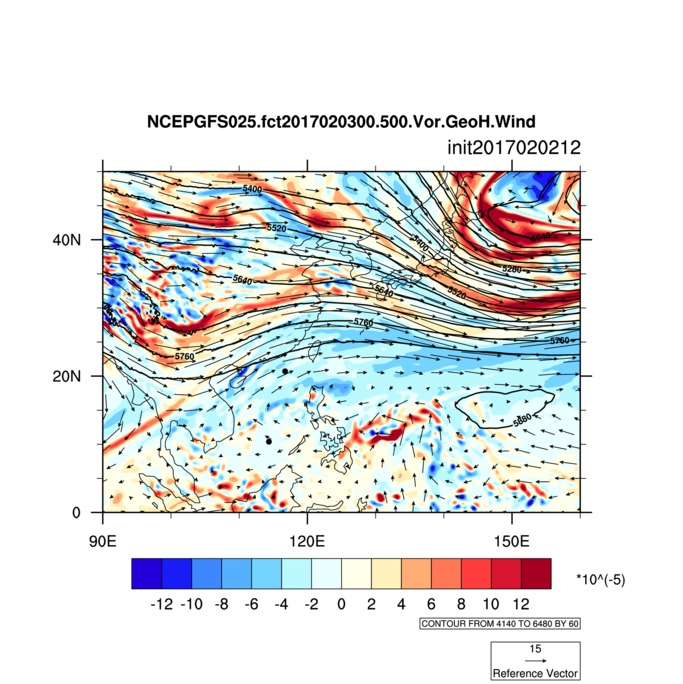 NCEPGFS025.fct2017020300.500.Vor.GeoH.Wind
init2017020212
5400
5520
5400
40N
5280
5640
5640
5520
5760
5760
5760
20N
5880
0
90E 120E 150E
-12 -10 -8 -6 -4 -2 0 2 4 6 8 10 12
*10^(-5)
CONTOUR FROM 4140 TO 6480 BY 60
15
Reference Vector